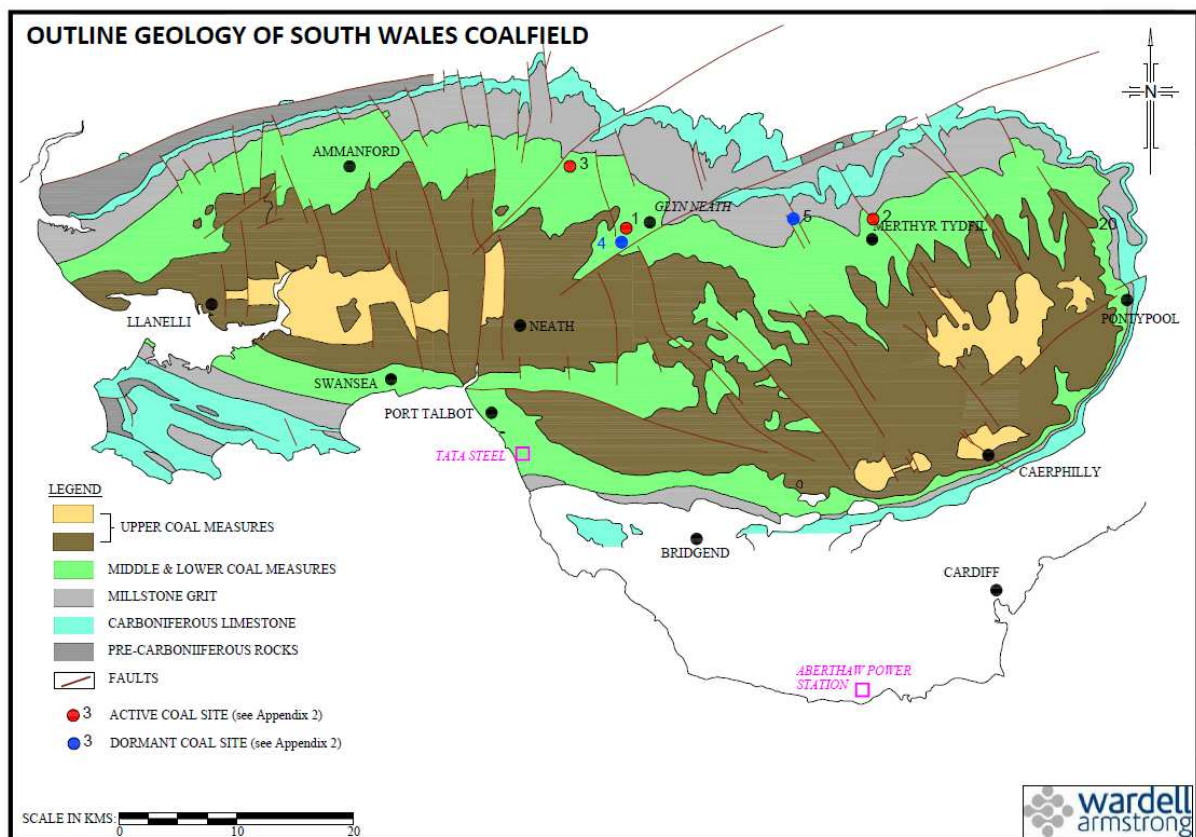 OUTLINE GEOLOGY OF SOUTH WALES COALFIELD
N
AMMANFORD
3
GLYN NEATH
1
4
5
2
MERTHYR TYDFIL
20
PONTYPOOL
LLANELLI
NEATH
SWANSEA
PORT TALBOT
TATA STEEL
CAERPHILLY
BRIDGEND
CARDIFF
ABERTHAW POWER
STATION
LEGEND
UPPER COAL MEASURES
MIDDLE & LOWER COAL MEASURES
MILLSTONE GRIT
CARBONIFEROUS LIMESTONE
PRE-CARBONIIFEROUS ROCKS
FAULTS
3 ACTIVE COAL SITE (see Appendix 2)
3 DORMANT COAL SITE (see Appendix 2)
SCALE IN KMS:
0 10 20
wardell
armstrong